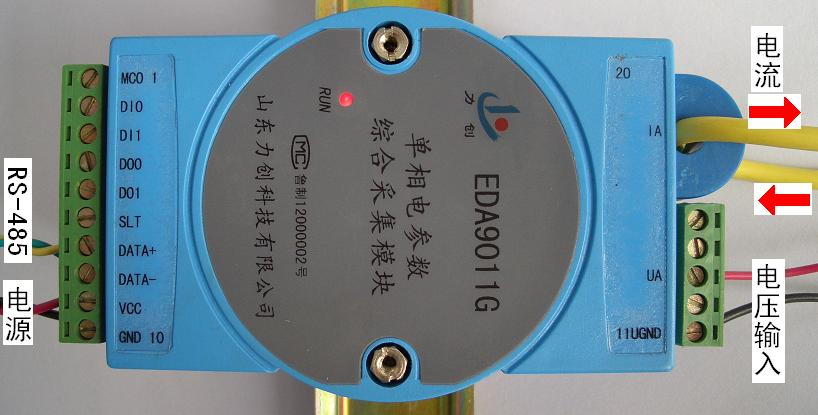 RS-485
电源
MCO 1
DI0
DI1
DO0
DO1
SLT
DATA+
DATA-
VCC
GND 10
RUN
力创
EDA9011G
单相电参数
综合采集模块
MC 鲁制12000002号
山东力创科技有限公司
20
IA
UA
11UGND
电流
电压输入